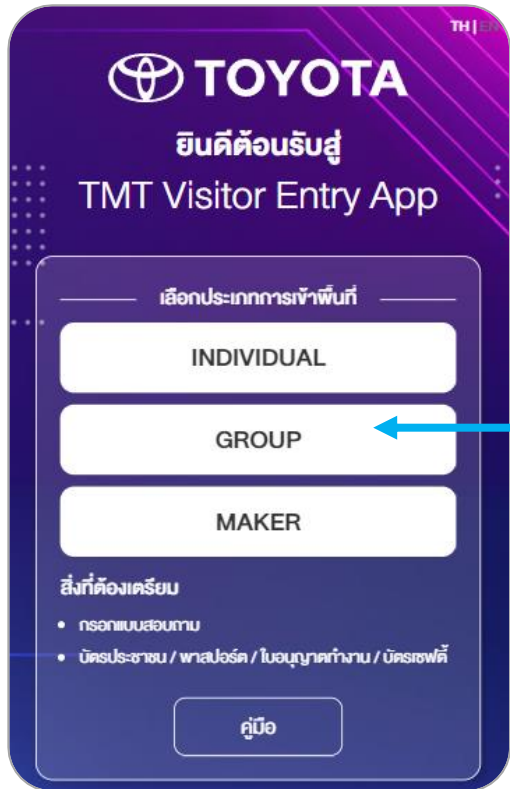 TH | EN
TOYOTA
ยินดีต้อนรับสู่
TMT Visitor Entry App
เลือกประเภทการเข้าพื้นที่
INDIVIDUAL
GROUP
MAKER
สิ่งที่ต้องเตรียม
• กรอกแบบสอบถาม
• บัตรประชาชน / พาสปอร์ต / ใบอนุญาตทำงาน / บัตรเซฟตี้
คู่มือ